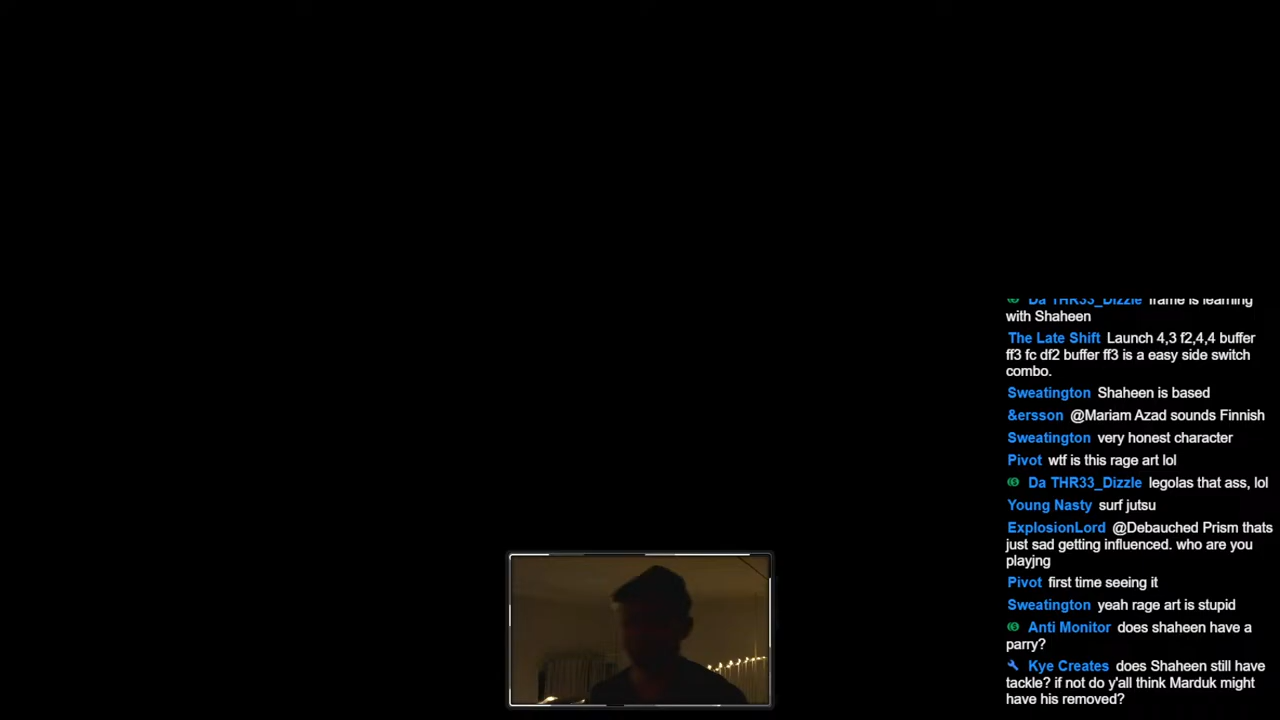 Da THR33_Dizzle frame is learning
with Shaheen
The Late Shift Launch 4,3 f2,4,4 buffer
ff3 fc df2 buffer ff3 is a easy side switch
combo.
Sweatington Shaheen is based
&ersson @Mariam Azad sounds Finnish
Sweatington very honest character
Pivot wtf is this rage art lol
Da THR33_Dizzle legolas that ass, lol
Young Nasty surf jutsu
ExplosionLord @Debauched Prism thats
just sad getting influenced. who are you
playjng
Pivot first time seeing it
Sweatington yeah rage art is stupid
Anti Monitor does shaheen have a
parry?
Kye Creates does Shaheen still have
tackle? if not do y'all think Marduk might
have his removed?